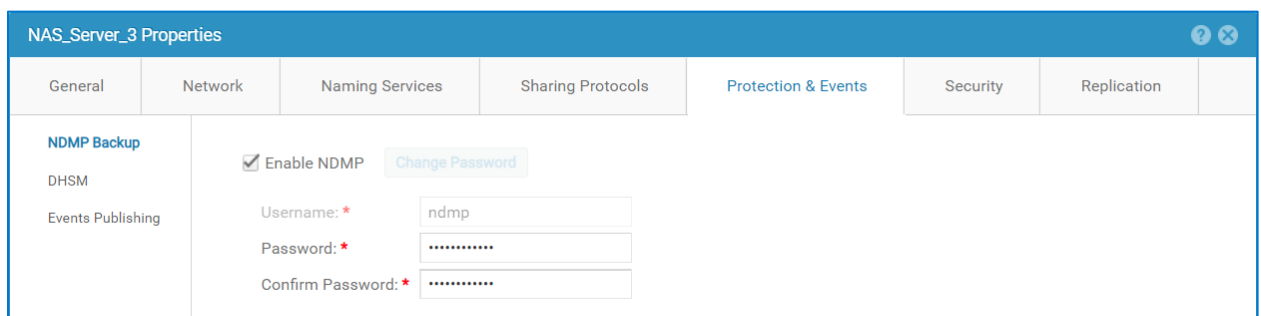 NAS_Server_3 Properties
General Network Naming Services Sharing Protocols Protection & Events Security Replication
NDMP Backup
DHSM
Events Publishing
Enable NDMP Change Password
Username: * ndmp
Password: * ••••••••••••
Confirm Password: * ••••••••••••